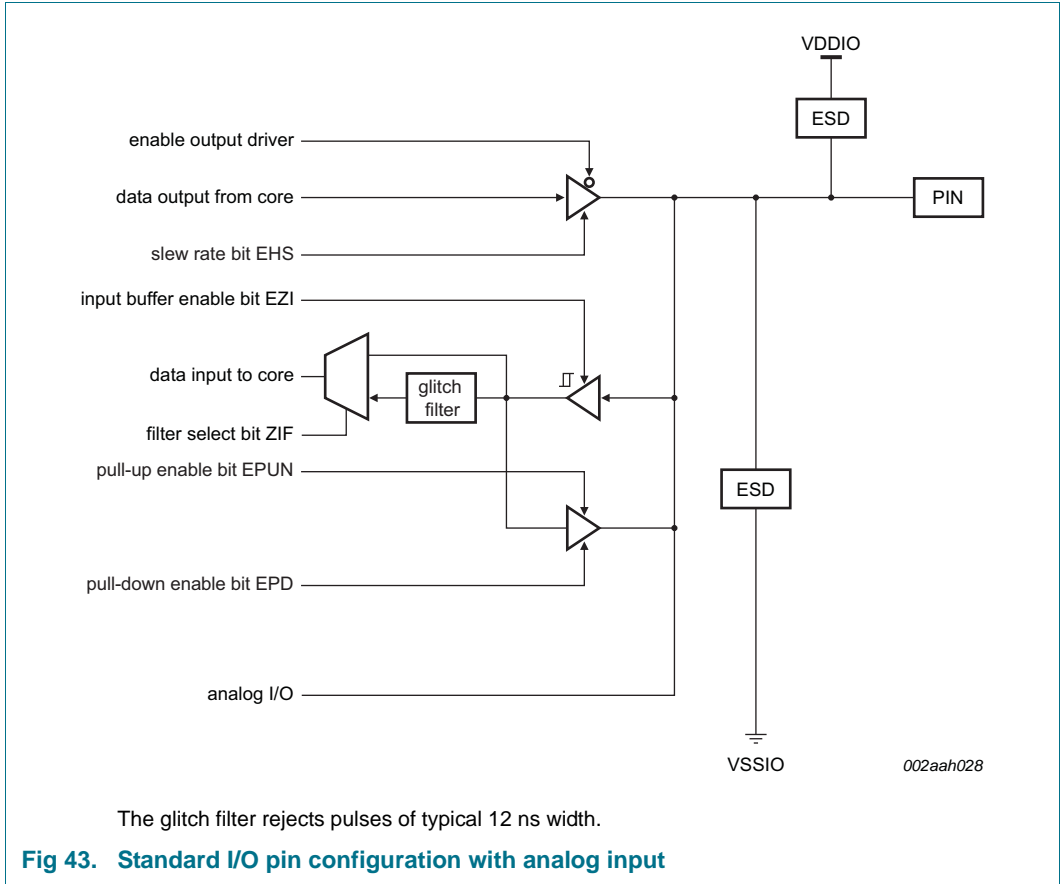 VDDIO
ESD
enable output driver
data output from core
PIN
slew rate bit EHS
input buffer enable bit EZI
data input to core
glitch
filter
filter select bit ZIF
pull-up enable bit EPUN
ESD
pull-down enable bit EPD
analog I/O
VSSIO
002aah028
The glitch filter rejects pulses of typical 12 ns width.
Fig 43. Standard I/O pin configuration with analog input